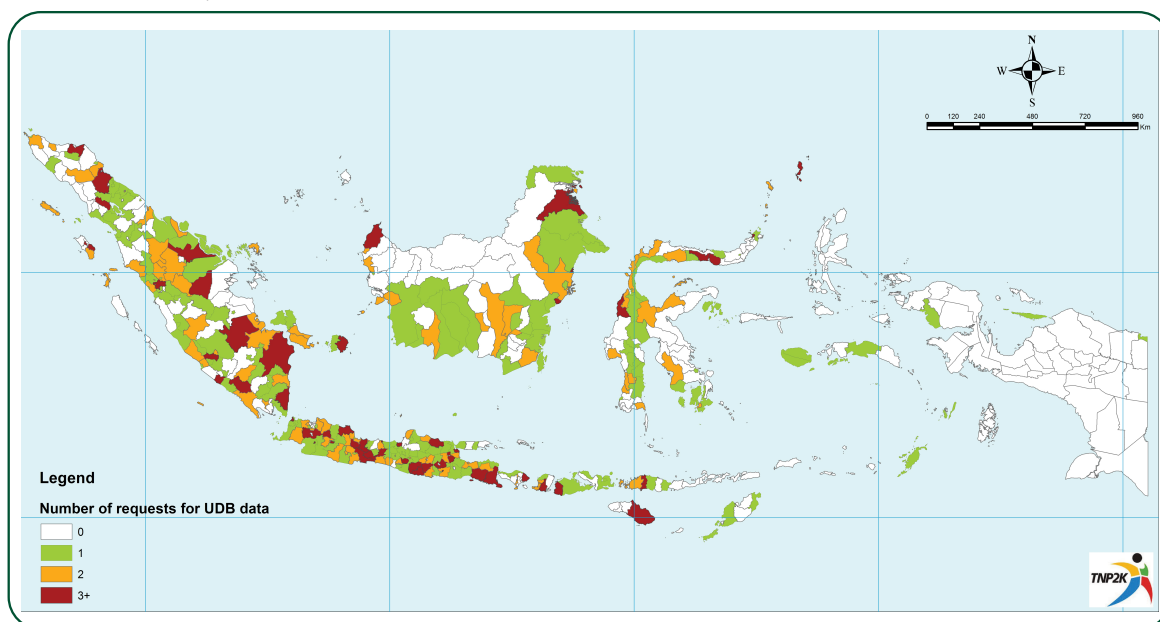 N
W E
S
0 120 240 480 720 960
Km
Legend
Number of requests for UDB data
0
1
2
3+
TNP2K